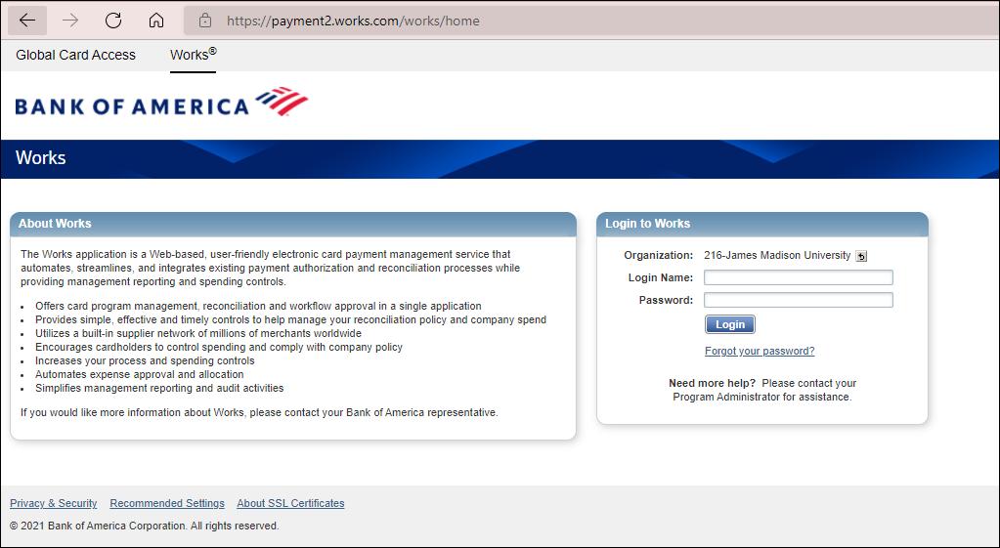 https://payment2.works.com/works/home
Global Card Access
Works®
BANK OF AMERICA
Works
About Works
The Works application is a Web-based, user-friendly electronic card payment management service that
automates, streamlines, and integrates existing payment authorization and reconciliation processes while
providing management reporting and spending controls.
• Offers card program management, reconciliation and workflow approval in a single application
• Provides simple, effective and timely controls to help manage your reconciliation policy and company spend
• Utilizes a built-in supplier network of millions of merchants worldwide
• Encourages cardholders to control spending and comply with company policy
• Increases your process and spending controls
• Automates expense approval and allocation
• Simplifies management reporting and audit activities
If you would like more information about Works, please contact your Bank of America representative.
Login to Works
Organization: 216-James Madison University
Login Name:
Password:
Login
Forgot your password?
Need more help? Please contact your
Program Administrator for assistance.
Privacy & Security Recommended Settings About SSL Certificates
© 2021 Bank of America Corporation. All rights reserved.